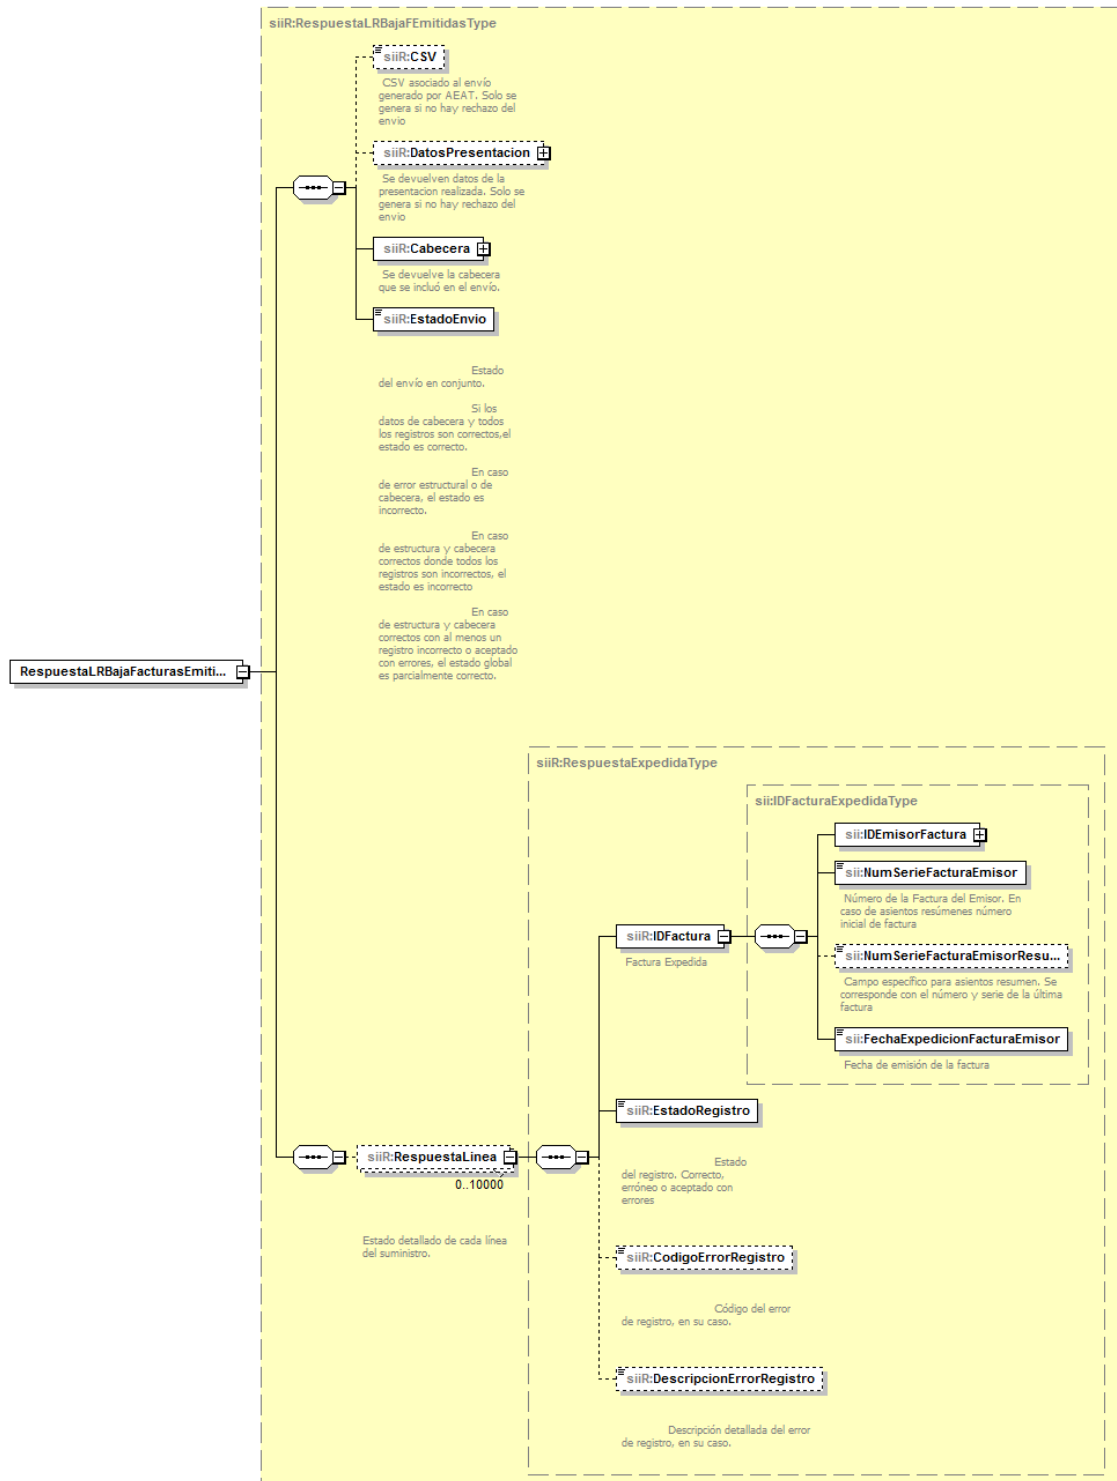 siiR:RespuestaLRBajaFEmitidasType
siiR:CSV
CSV asociado al envío
generado por AEAT. Solo se
genera si no hay rechazo del
envio
siiR:DatosPresentacion
Se devuelven datos de la
presentacion realizada. Solo se
genera si no hay rechazo del
envio
siiR:Cabecera
Se devuelve la cabecera
que se incluó en el envío.
siiR:EstadoEnvio
Estado
del envío en conjunto.
Si los
datos de cabecera y todos
los registros son correctos,el
estado es correcto.
En caso
de error estructural o de
cabecera, el estado es
incorrecto.
En caso
de estructura y cabecera
correctos donde todos los
registros son incorrectos, el
estado es incorrecto
En caso
de estructura y cabecera
correctos con al menos un
registro incorrecto o aceptado
con errores, el estado global
es parcialmente correcto.
RespuestaLRBajaFacturasEmiti...
siiR:RespuestaExpedidaType
sii:IDFacturaExpedidaType
sii:IDEmisorFactura
sii:NumSerieFacturaEmisor
Número de la Factura del Emisor. En
caso de asientos resúmenes número
inicial de factura
siiR:IDFactura
Factura Expedida
sii:NumSerieFacturaEmisorResu...
Campo específico para asientos resumen. Se
corresponde con el número y serie de la última
factura
sii:FechaExpedicionFacturaEmisor
Fecha de emisión de la factura
siiR:EstadoRegistro
Estado
del registro. Correcto,
erróneo o aceptado con
errores
siiR:RespuestaLinea
0..10000
Estado detallado de cada línea
del suministro.
siiR:CodigoErrorRegistro
Código del error
de registro, en su caso.
siiR:DescripcionErrorRegistro
Descripción detallada del error
de registro, en su caso.